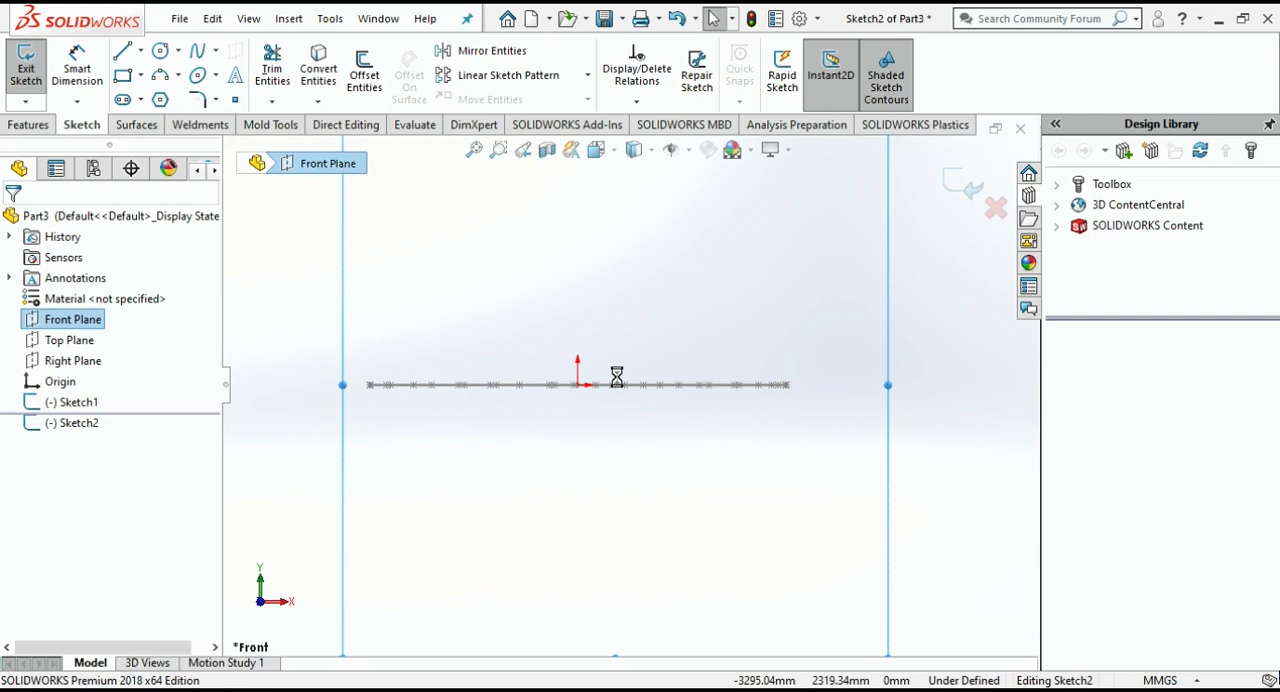 SOLIDWORKS File Edit View Insert Tools Window Help Sketch2 of Part3 * Search Community Forum ?
Exit Sketch Smart Dimension Trim Entities Convert Entities Offset Entities Offset On Surface Mirror Entities Linear Sketch Pattern Move Entities Display/Delete Relations Repair Sketch Quick Snaps Rapid Sketch Instant2D Shaded Sketch Contours
Features Sketch Surfaces Weldments Mold Tools Direct Editing Evaluate DimXpert SOLIDWORKS Add-Ins SOLIDWORKS MBD Analysis Preparation SOLIDWORKS Plastics Design Library
Front Plane
Toolbox
3D ContentCentral
SOLIDWORKS Content
Part3 (Default<<Default>_Display State
History
Sensors
Annotations
Material <not specified>
Front Plane
Top Plane
Right Plane
Origin
(-) Sketch1
(-) Sketch2
Y
X
*Front
Model 3D Views Motion Study 1
SOLIDWORKS Premium 2018 x64 Edition -3295.04mm 2319.34mm 0mm Under Defined Editing Sketch2 MMGS